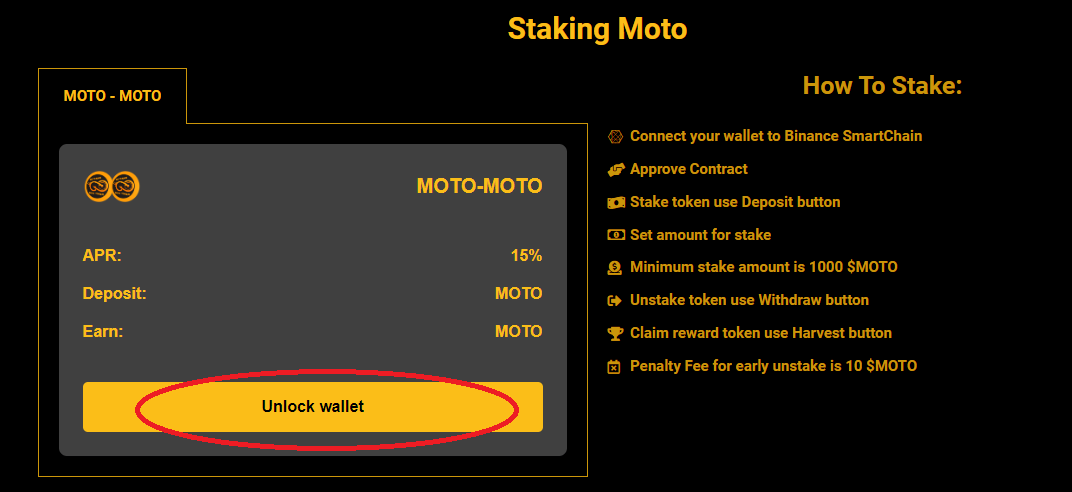 Staking Moto
MOTO - MOTO
MOTO-MOTO
APR: 15%
Deposit: MOTO
Earn: MOTO
Unlock wallet
How To Stake:
Connect your wallet to Binance SmartChain
Approve Contract
Stake token use Deposit button
Set amount for stake
Minimum stake amount is 1000 $MOTO
Unstake token use Withdraw button
Claim reward token use Harvest button
Penalty Fee for early unstake is 10 $MOTO